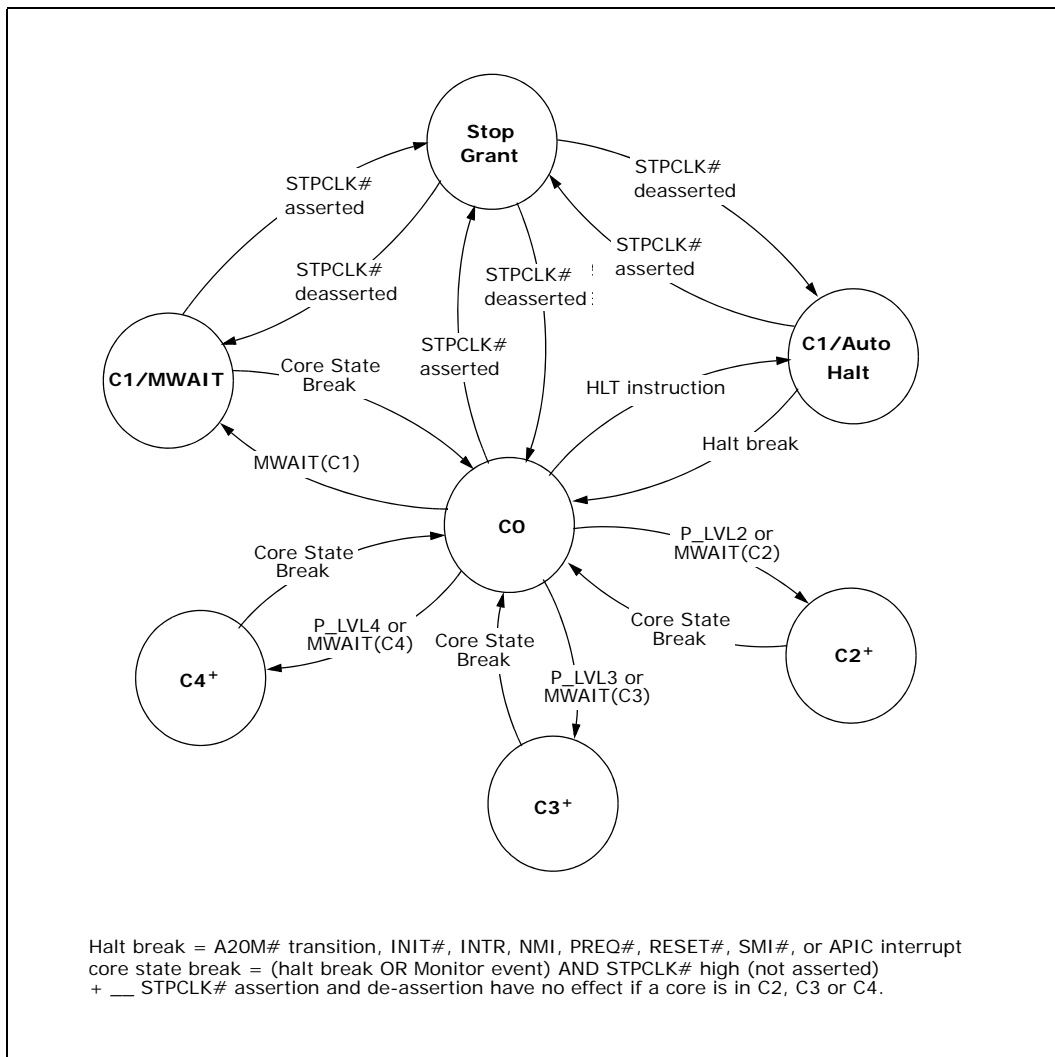 Stop
Grant
STPCLK#
asserted
STPCLK#
deasserted
STPCLK#
deasserted
STPCLK#
asserted
STPCLK#
deasserted
STPCLK#
asserted
C1/MWAIT
C1/Auto
Halt
Core State
Break
HLT instruction
MWAIT(C1)
Halt break
C0
Core State
Break
P_LVL2 or
MWAIT(C2)
P_LVL4 or
MWAIT(C4)
Core State
Break
Core State
Break
P_LVL3 or
MWAIT(C3)
C4+
C2+
C3+
Halt break = A20M# transition, INIT#, INTR, NMI, PREQ#, RESET#, SMI#, or APIC interrupt
core state break = (halt break OR Monitor event) AND STPCLK# high (not asserted)
+ __ STPCLK# assertion and de-assertion have no effect if a core is in C2, C3 or C4.